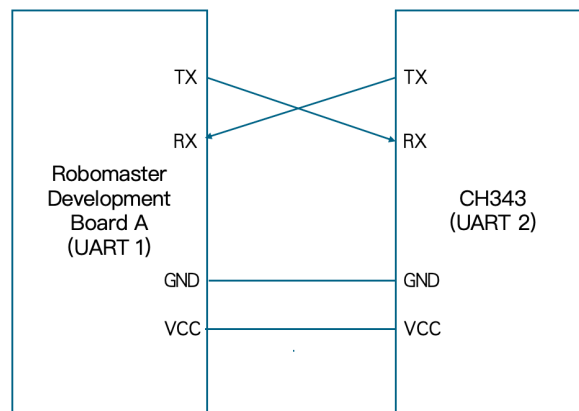 TX
TX
RX
RX
Robomaster
Development
Board A
(UART 1)
CH343
(UART 2)
GND
GND
VCC
VCC